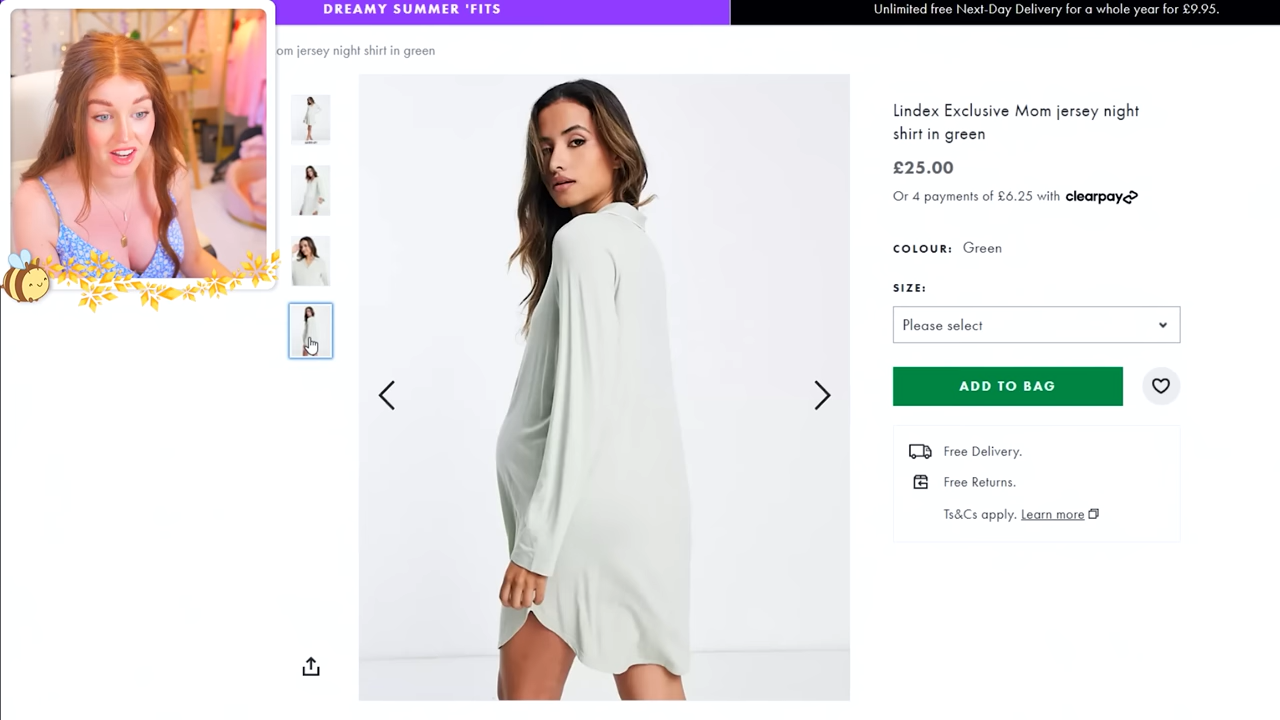 DREAMY SUMMER 'FITS
Unlimited free Next-Day Delivery for a whole year for £9.95.
om jersey night shirt in green
Lindex Exclusive Mom jersey night
shirt in green
£25.00
Or 4 payments of £6.25 with clearpay
COLOUR: Green
SIZE:
Please select
ADD TO BAG
Free Delivery.
Free Returns.
Ts&Cs apply. Learn more